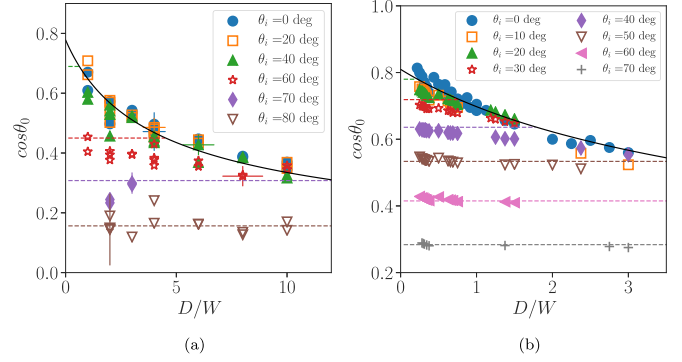 θi =0 deg
θi =20 deg
θi =40 deg
θi =60 deg
θi =70 deg
θi =80 deg
cosθ0
0.8
0.6
0.4
0.2
0.0
0
5
10
D/W
(a)
θi =0 deg
θi =10 deg
θi =20 deg
θi =30 deg
θi =40 deg
θi =50 deg
θi =60 deg
θi =70 deg
cosθ0
1.0
0.8
0.6
0.4
0.2
0
1
2
3
D/W
(b)